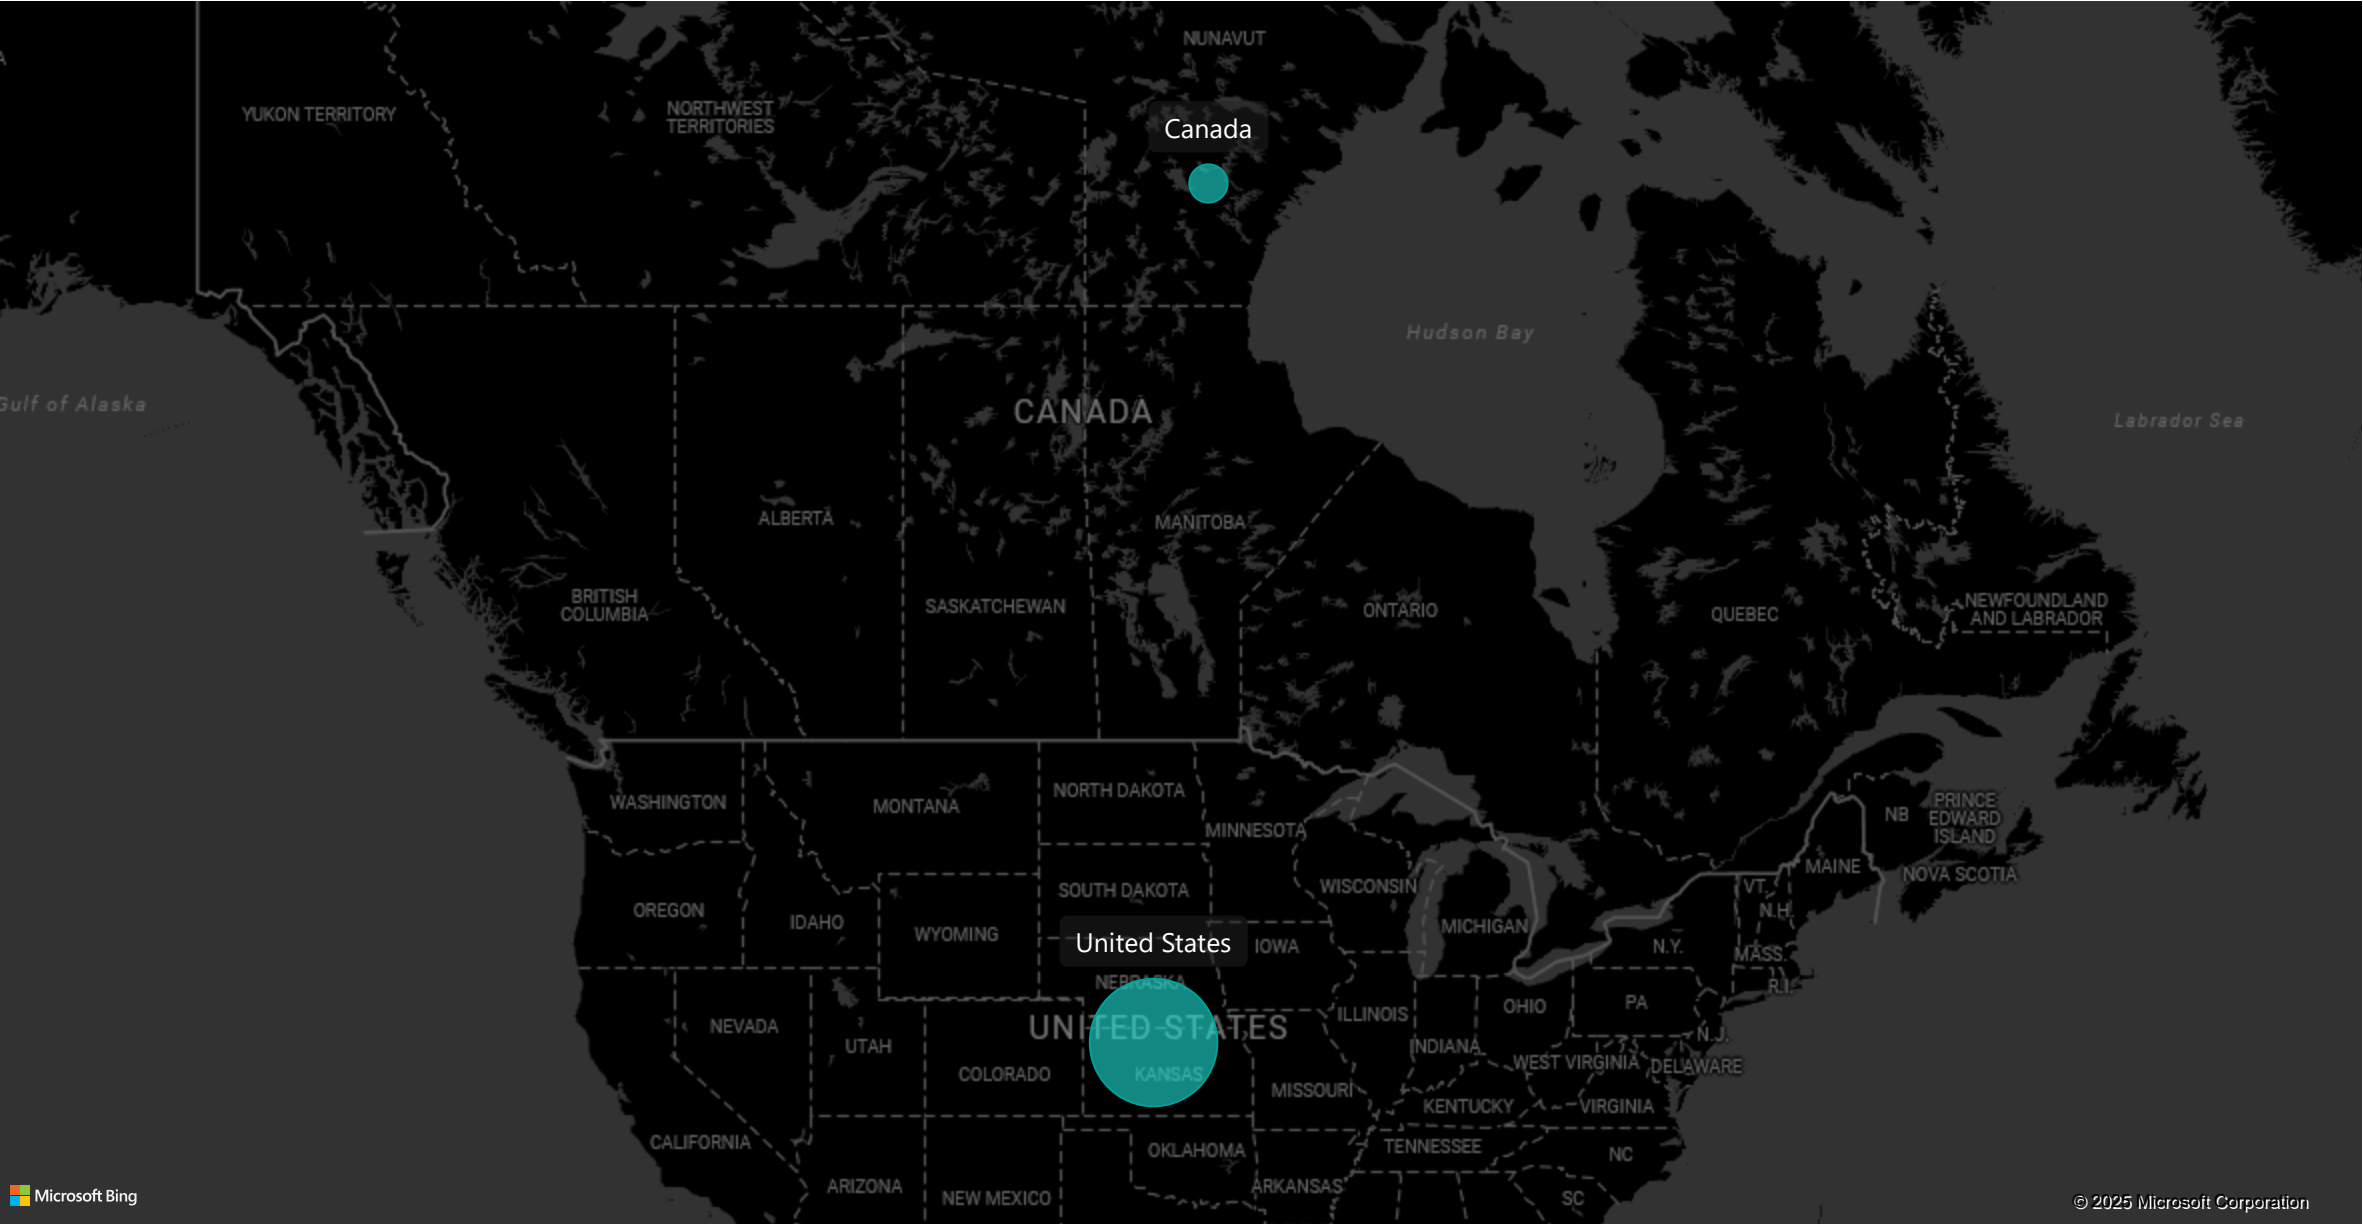 NUNAVUT
YUKON TERRITORY
NORTHWEST
TERRITORIES
Canada
Hudson Bay
Gulf of Alaska
CANADA
Labrador Sea
ALBERTA
MANITOBA
BRITISH
COLUMBIA
SASKATCHEWAN
ONTARIO
QUEBEC
NEWFOUNDLAND
AND LABRADOR
WASHINGTON
MONTANA
NORTH DAKOTA
MINNESOTA
NB
PRINCE
EDWARD
ISLAND
MAINE
NOVA SCOTIA
OREGON
IDAHO
WYOMING
SOUTH DAKOTA
WISCONSIN
MICHIGAN
VT.
N.H.
United States
IOWA
N.Y.
MASS.
NEBRASKA
R.I.
NEVADA
UTAH
UNITED STATES
ILLINOIS
OHIO
PA
N.J.
COLORADO
KANSAS
INDIANA
WEST VIRGINIA
DELAWARE
MISSOURI
KENTUCKY
VIRGINIA
CALIFORNIA
OKLAHOMA
TENNESSEE
NC
ARIZONA
NEW MEXICO
ARKANSAS
SC
Microsoft Bing
© 2025 Microsoft Corporation